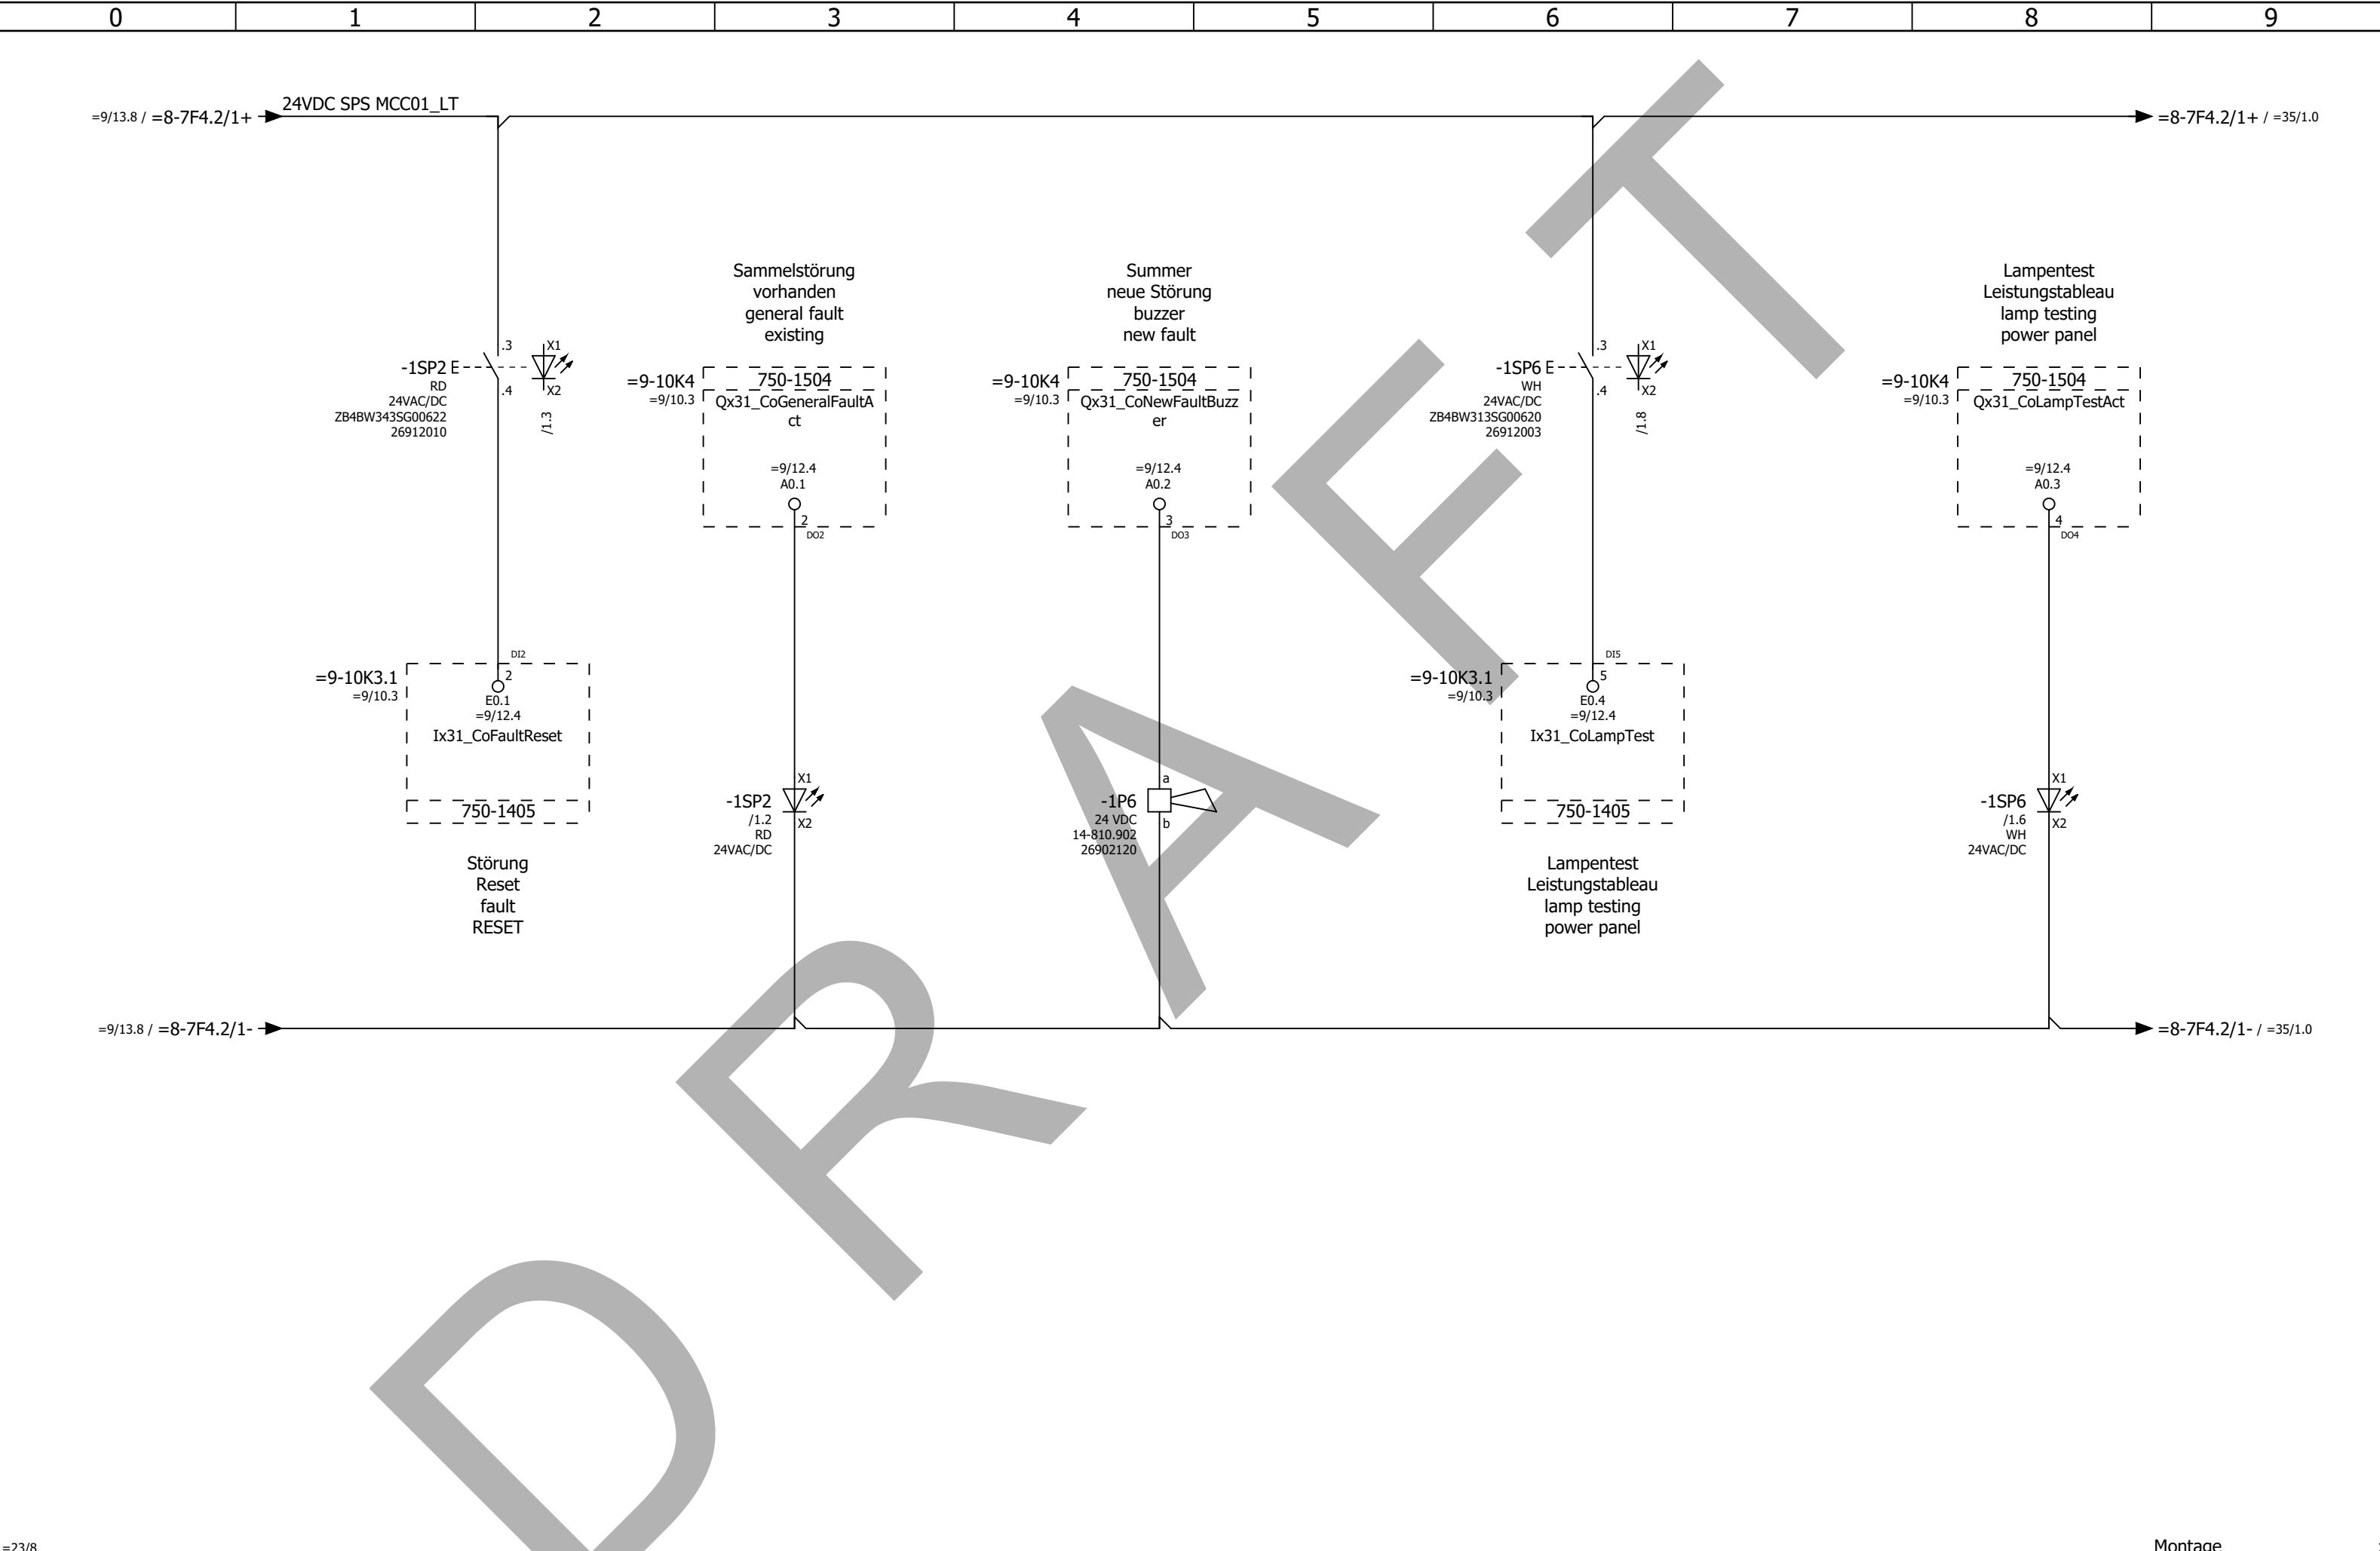 0 1 2 3 4 5 6 7 8 9
24VDC SPS MCC01_LT
=9/13.8 / =8-7F4.2/1+
=8-7F4.2/1+ / =35/1.0
.3
X1
-1SP2 E
RD
24VAC/DC
ZB4BW343SG00622
26912010
.4
X2
/1.3
DI2
=9-10K3.1
=9/10.3
2
E0.1
=9/12.4
Ix31_CoFaultReset
750-1405
Störung
Reset
fault
RESET
Sammelstörung
vorhanden
general fault
existing
=9-10K4
=9/10.3
750-1504
Qx31_CoGeneralFaultA
ct
=9/12.4
A0.1
2
DO2
X1
-1SP2
/1.2
RD
24VAC/DC
X2
Summer
neue Störung
buzzer
new fault
=9-10K4
=9/10.3
750-1504
Qx31_CoNewFaultBuzz
er
=9/12.4
A0.2
3
DO3
a
-1P6
24 VDC
14-810.902
26902120
b
.3
X1
-1SP6 E
WH
24VAC/DC
ZB4BW313SG00620
26912003
.4
X2
/1.8
DI5
=9-10K3.1
=9/10.3
5
E0.4
=9/12.4
Ix31_CoLampTest
750-1405
Lampentest
Leistungstableau
lamp testing
power panel
Lampentest
Leistungstableau
lamp testing
power panel
=9-10K4
=9/10.3
750-1504
Qx31_CoLampTestAct
=9/12.4
A0.3
4
DO4
X1
-1SP6
/1.6
WH
24VAC/DC
X2
=9/13.8 / =8-7F4.2/1-
=8-7F4.2/1- / =35/1.0
DRAFT
=23/8
Montage